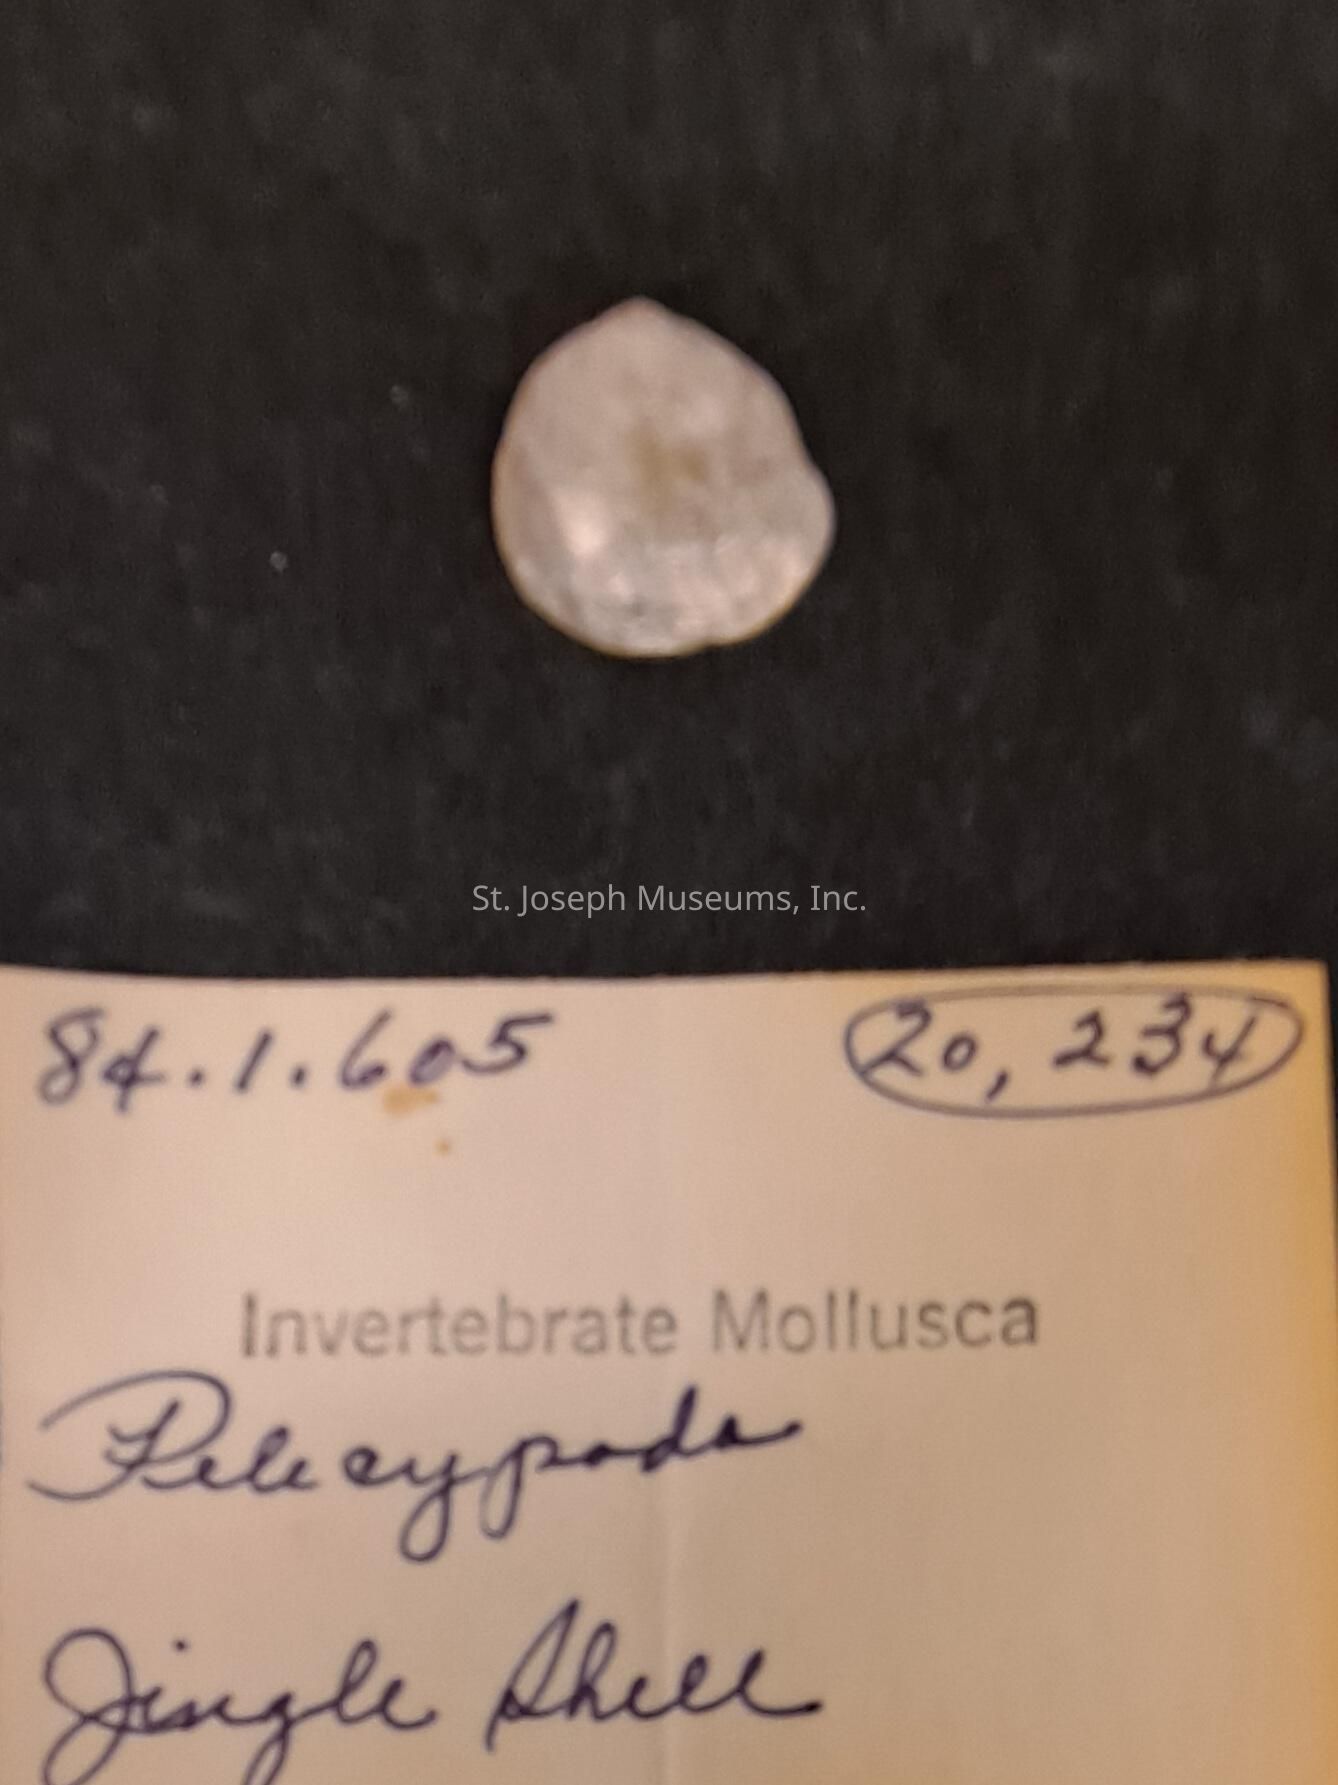 St. Joseph Museums, Inc.
84.1.605 20,234
Invertebrate Mollusca
Pelecypoda
Jingle Shell